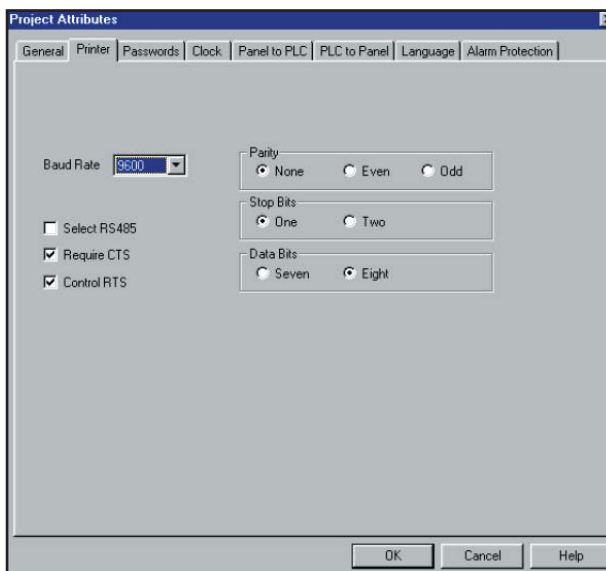 Project Attributes
General Printer Passwords Clock Panel to PLC PLC to Panel Language Alarm Protection
Baud Rate 9600
Select RS485
Require CTS
Control RTS
Parity
None Even Odd
Stop Bits
One Two
Data Bits
Seven Eight
OK Cancel Help